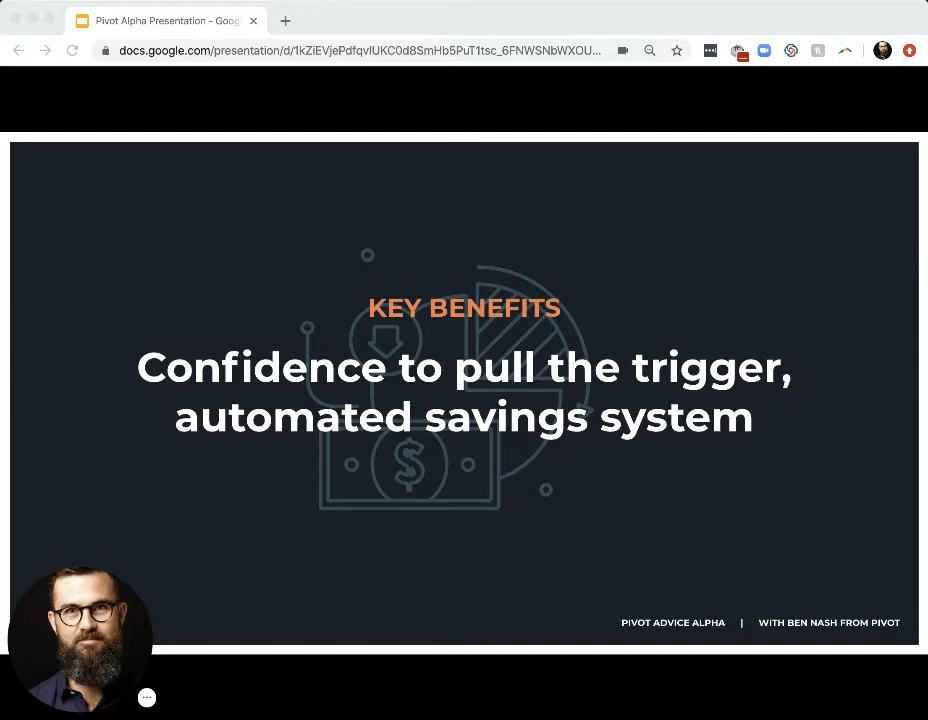 Pivot Alpha Presentation - Goog
docs.google.com/presentation/d/1kZiEVjePdfqvIUKC0d8SmHb5PuT1tsc_6FNWSNbWXOU...
KEY BENEFITS
Confidence to pull the trigger,
automated savings system
$
PIVOT ADVICE ALPHA | WITH BEN NASH FROM PIVOT